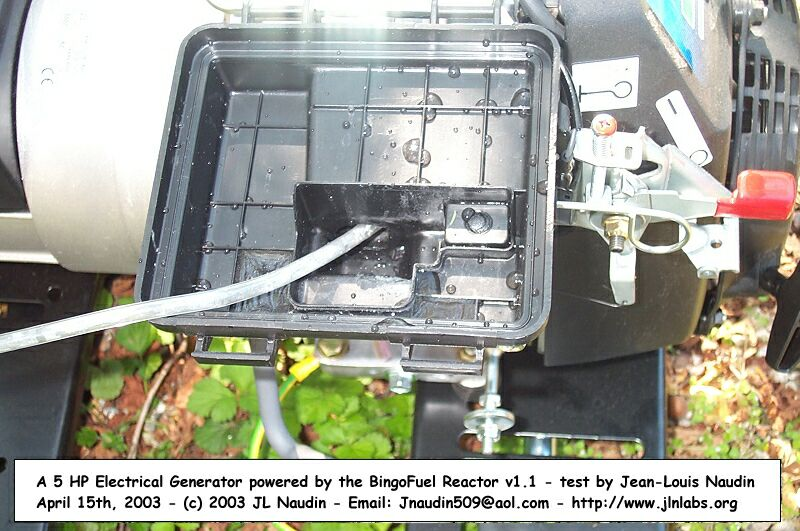 A 5 HP Electrical Generator powered by the BingoFuel Reactor v1.1 - test by Jean-Louis Naudin
April 15th, 2003 - (c) 2003 JL Naudin - Email: Jnaudin509@aol.com - http://www.jlnlabs.org